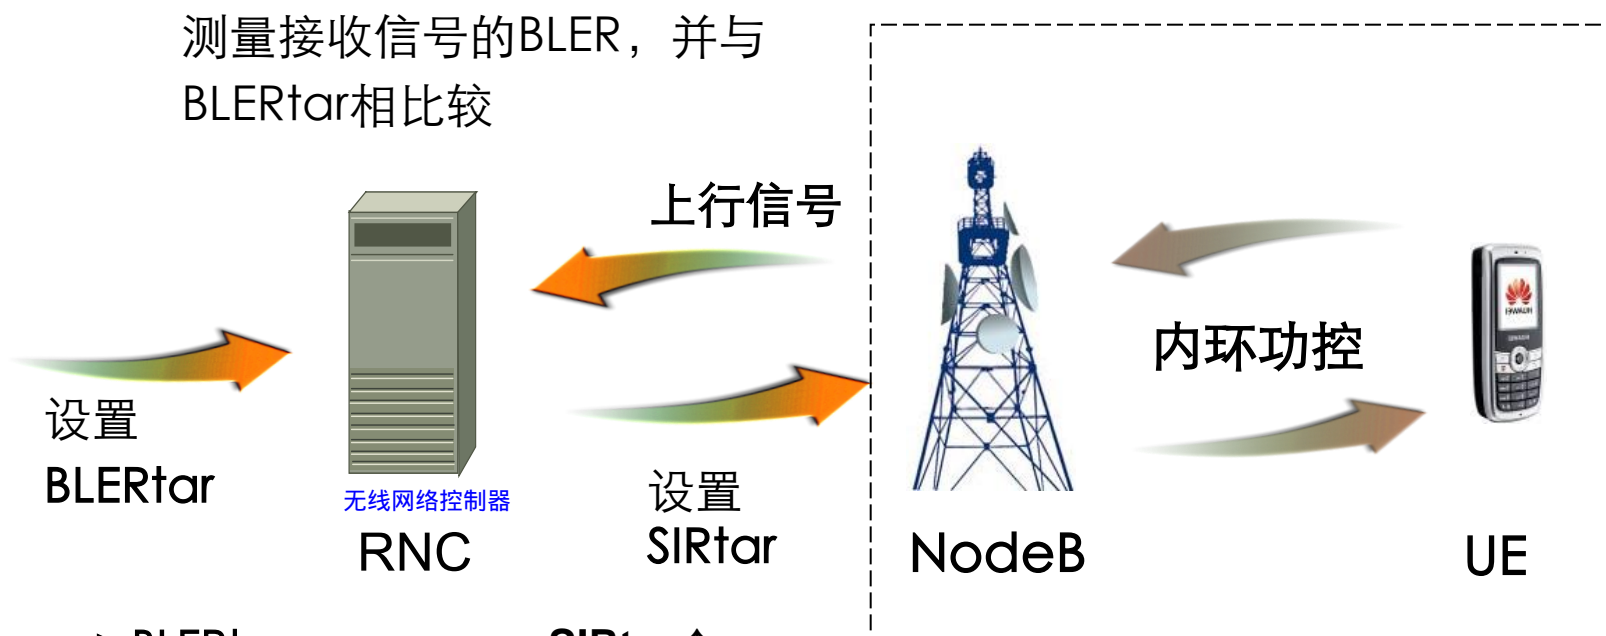 测量接收信号的BLER，并与
BLERtar相比较
上行信号
内环功控
设置
BLERtar
无线网络控制器
RNC
设置
SIRtar
NodeB
UE
HUAWEI